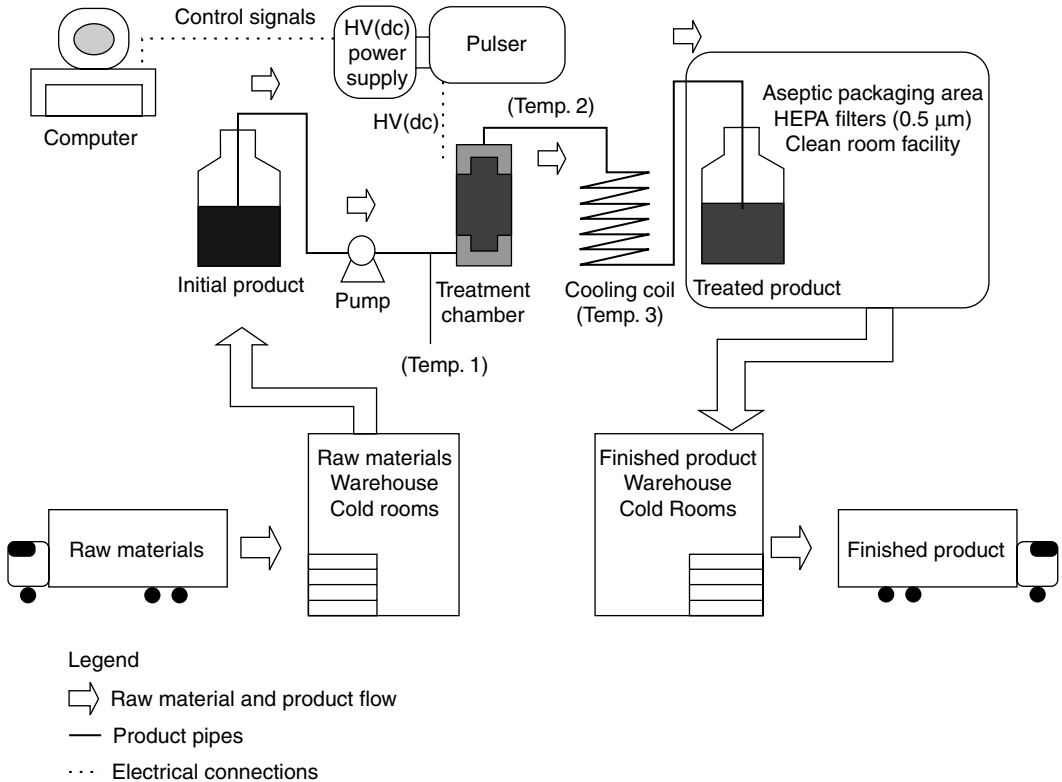 Control signals
HV(dc)
power
supply
Pulser
Computer
HV(dc)
(Temp. 2)
Aseptic packaging area
HEPA filters (0.5 μm)
Clean room facility
Initial product
Pump
Treatment
chamber
Cooling coil
(Temp. 3)
Treated product
(Temp. 1)
Raw materials
Warehouse
Cold rooms
Finished product
Warehouse
Cold Rooms
Raw materials
Finished product
Legend
Raw material and product flow
Product pipes
Electrical connections